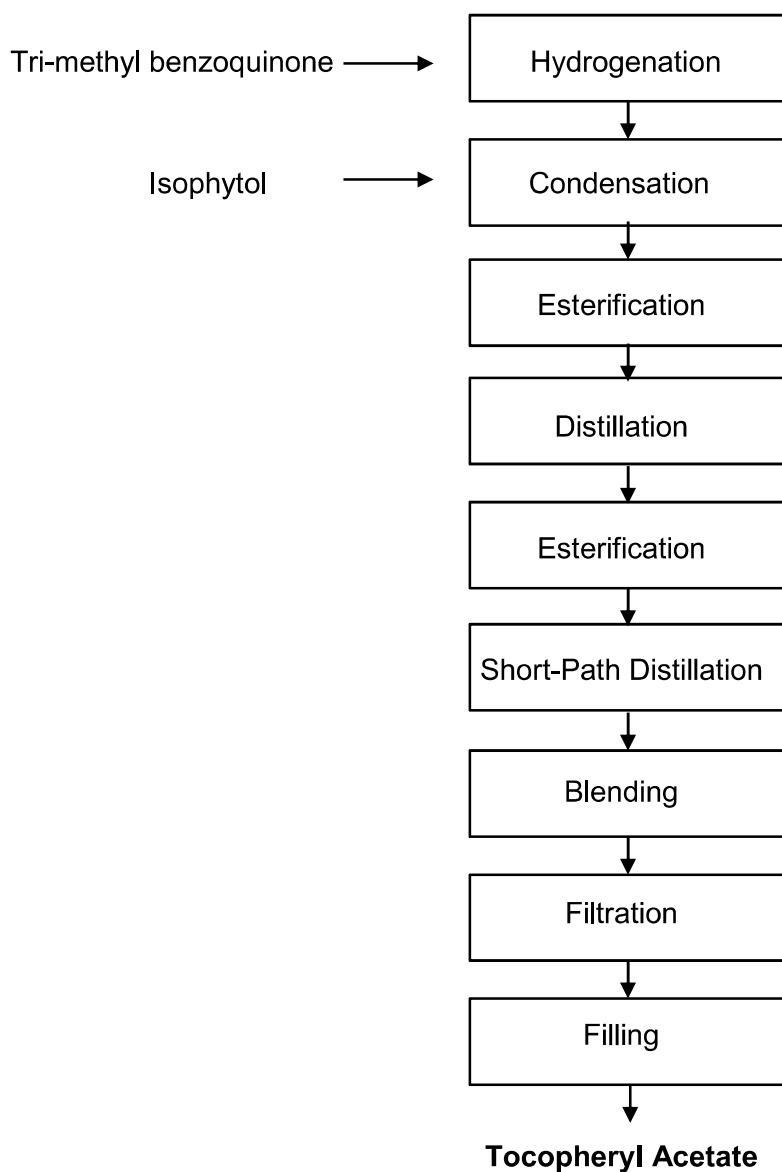 Tri-methyl benzoquinone
Hydrogenation
Isophytol
Condensation
Esterification
Distillation
Esterification
Short-Path Distillation
Blending
Filtration
Filling
Tocopheryl Acetate